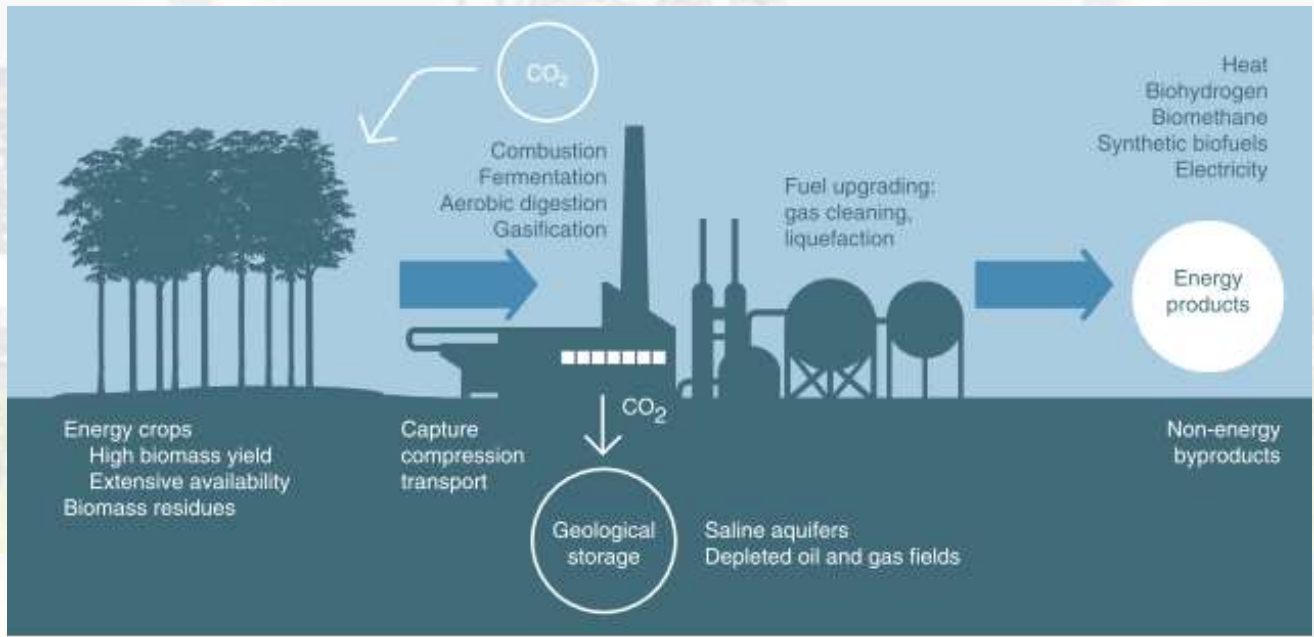 CO₂
Combustion
Fermentation
Aerobic digestion
Gasification
Fuel upgrading:
gas cleaning,
liquefaction
Heat
Biohydrogen
Biomethane
Synthetic biofuels
Electricity
Energy
products
Energy crops
High biomass yield
Extensive availability
Biomass residues
Capture
compression
transport
CO₂
Geological
storage
Saline aquifers
Depleted oil and gas fields
Non-energy
byproducts